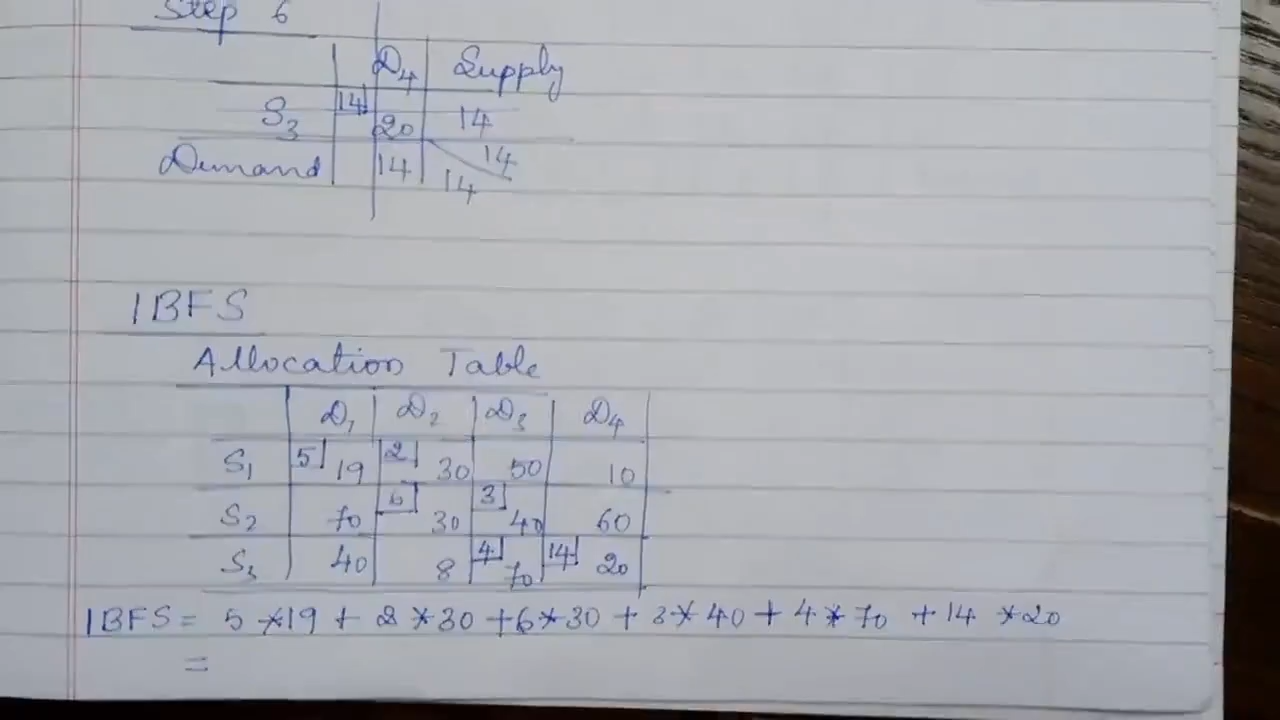 Step 6
D4 Supply
S3 14 20 14
Demand 14 14
14
IBFS
Allocation Table
D1 D2 D3 D4
S1 5 19 2 30 50 10
S2 70 6 30 3 40 60
S3 40 8 4 70 14 20
IBFS = 5 * 19 + 2 * 30 + 6 * 30 + 3 * 40 + 4 * 70 + 14 * 20
=